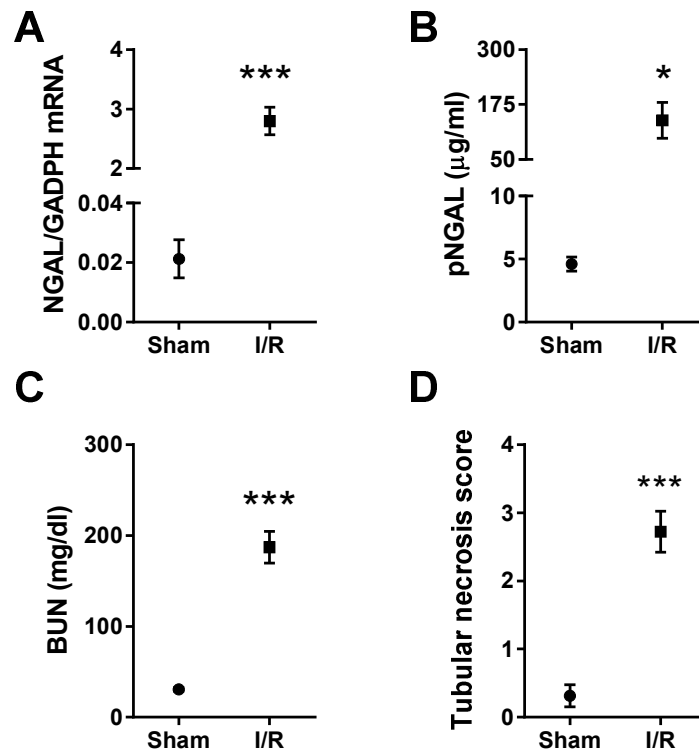 A
NGAL/GADPH mRNA
4
3
2
0.04
0.02
0.00
***
Sham I/R
B
pNGAL (μg/ml)
300
175
50
10
5
0
*
Sham I/R
C
BUN (mg/dl)
300
200
100
0
***
Sham I/R
D
Tubular necrosis score
4
3
2
1
0
***
Sham I/R